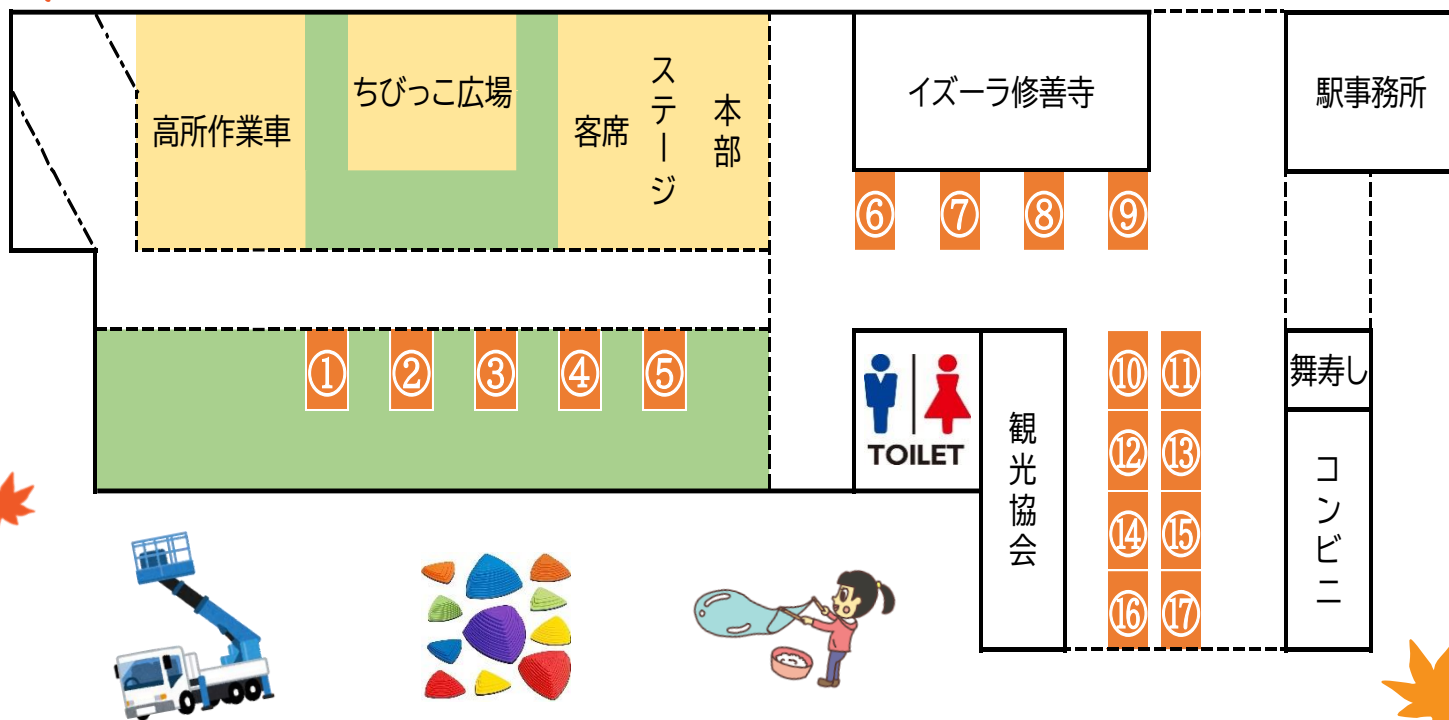 高所作業車
ちびっこ広場
客席
ステージ
本部
イズーラ修善寺
駅事務所
⑥ ⑦ ⑧ ⑨
① ② ③ ④ ⑤
TOILET
観光協会
⑩ ⑪
⑫ ⑬
⑭ ⑮
⑯ ⑰
舞寿し
コンビニ